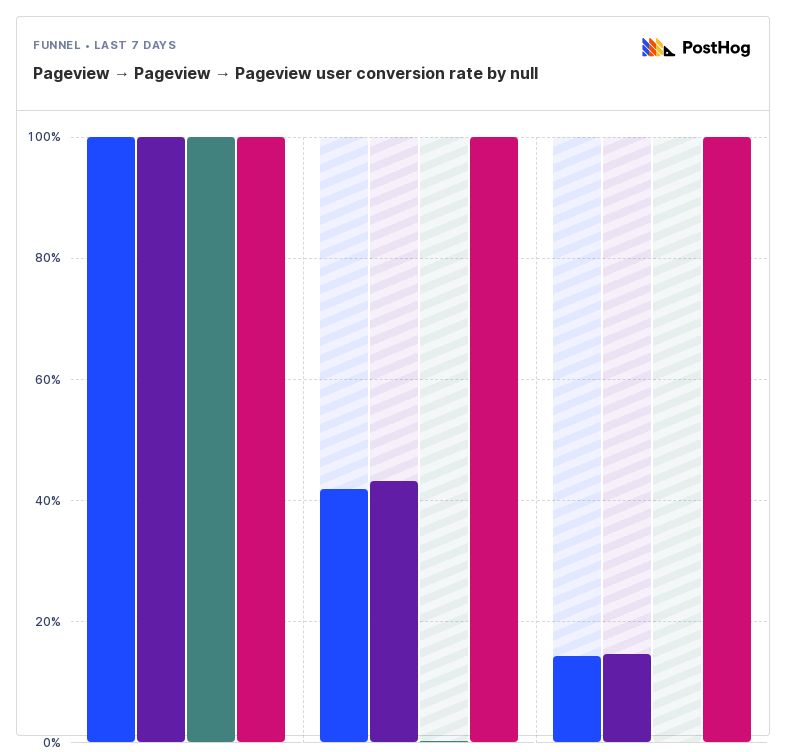 FUNNEL • LAST 7 DAYS
PostHog
Pageview → Pageview → Pageview user conversion rate by null
100%
80%
60%
40%
20%
0%